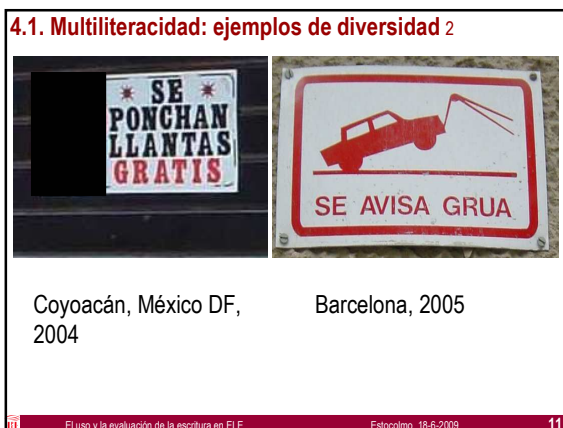 4.1. Multiliteracidad: ejemplos de diversidad 2
SE
PONCHAN
LLANTAS
GRATIS
SE AVISA GRUA
Coyoacán, México DF,
2004
Barcelona, 2005
El uso y la evaluación de la escritura en ELE
Estocolmo, 18-6-2009
11